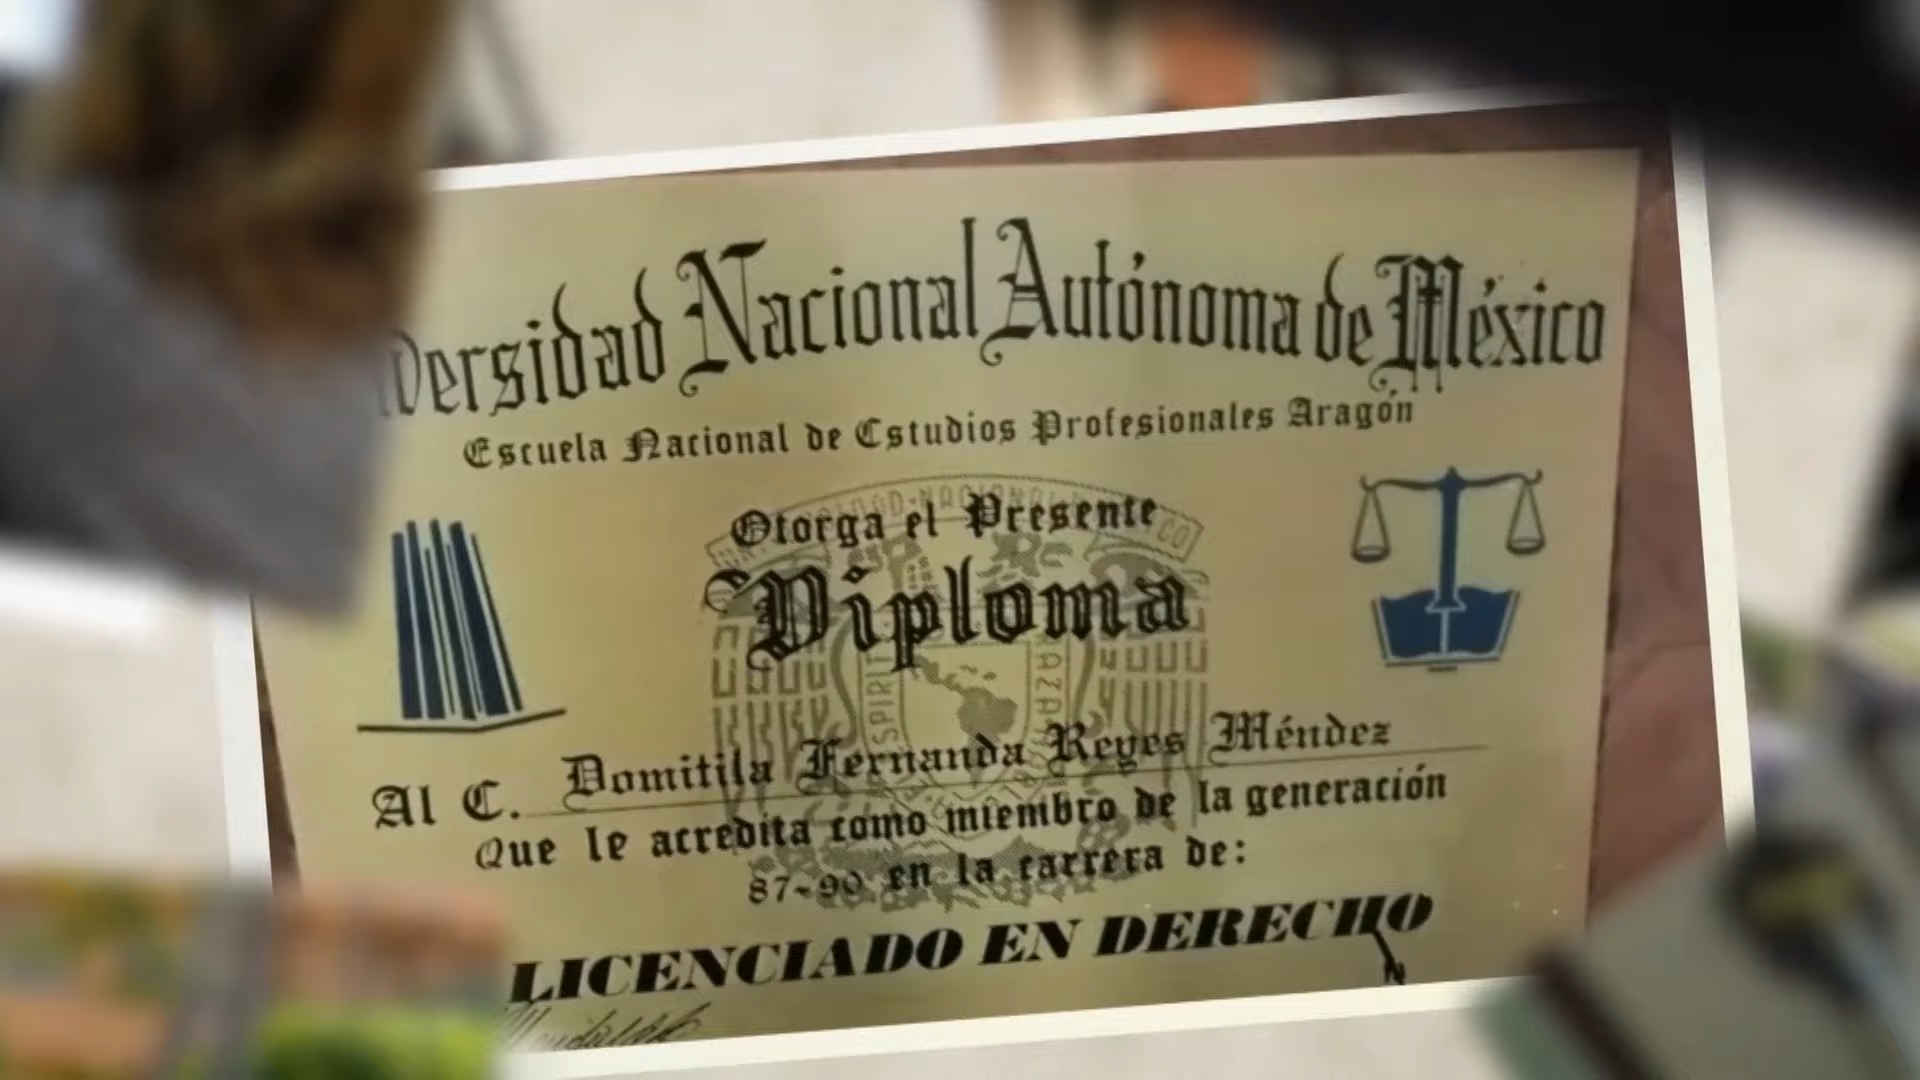 Universidad Nacional Autónoma de México
Escuela Nacional de Estudios Profesionales Aragón
Otorga el Presente
Diploma
Al C. Domitila Fernanda Reyes Méndez
Que le acredita como miembro de la generación
87-90 en la carrera de:
LICENCIADO EN DERECHO